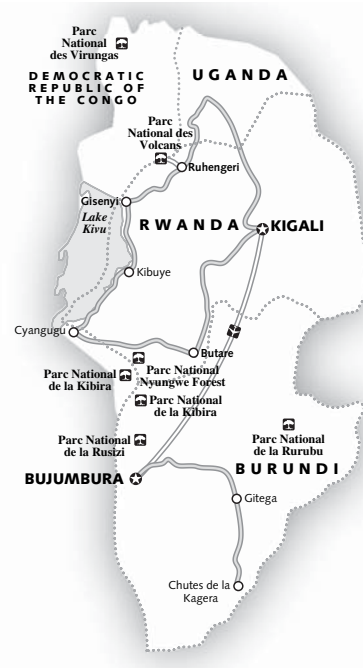 Parc
National
des Virungas
DEMOCRATIC
REPUBLIC OF
THE CONGO
UGANDA
Parc
National des
Volcans
Ruhengeri
Gisenyi
Lake
Kivu
RWANDA
KIGALI
Kibuye
Cyangugu
Butare
Parc National
de la Kibira
Parc National
Nyungwe Forest
Parc National
de la Kibira
Parc National
de la Rusizi
Parc National
de la Rurubu
BURUNDI
BUJUMBURA
Gitega
Chutes de la
Kagera